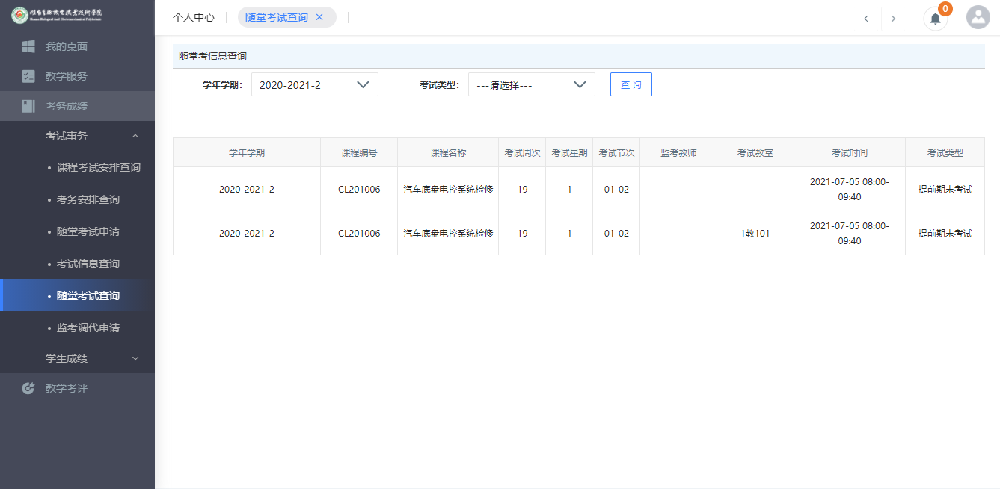 湖南生物机电职业技术学院
Hunan Biological And Electromechanical Polytechnic
个人中心
随堂考试查询 ×
0
我的桌面
教学服务
考务成绩
考试事务
• 课程考试安排查询
• 考务安排查询
• 随堂考试申请
• 考试信息查询
• 随堂考试查询
• 监考调代申请
学生成绩
教学考评
随堂考信息查询
学年学期: 2020-2021-2 考试类型: ---请选择--- 查 询
学年学期 课程编号 课程名称 考试周次 考试星期 考试节次 监考教师 考试教室 考试时间 考试类型
2020-2021-2 CL201006 汽车底盘电控系统检修 19 1 01-02 2021-07-05 08:00-
09:40 提前期末考试
2020-2021-2 CL201006 汽车底盘电控系统检修 19 1 01-02 1教101 2021-07-05 08:00-
09:40 提前期末考试